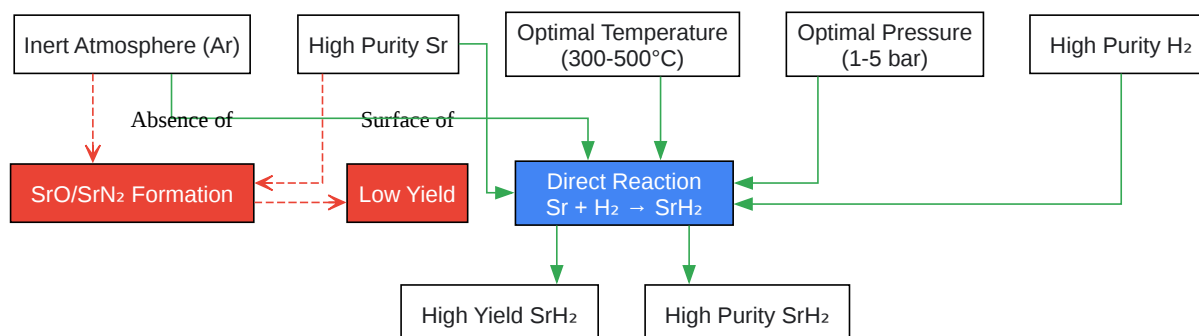 Inert Atmosphere (Ar)
High Purity Sr
Optimal Temperature
(300-500°C)
Optimal Pressure
(1-5 bar)
High Purity H₂
Absence of
Surface of
SrO/SrN₂ Formation
Low Yield
Direct Reaction
Sr + H₂ → SrH₂
High Yield SrH₂
High Purity SrH₂